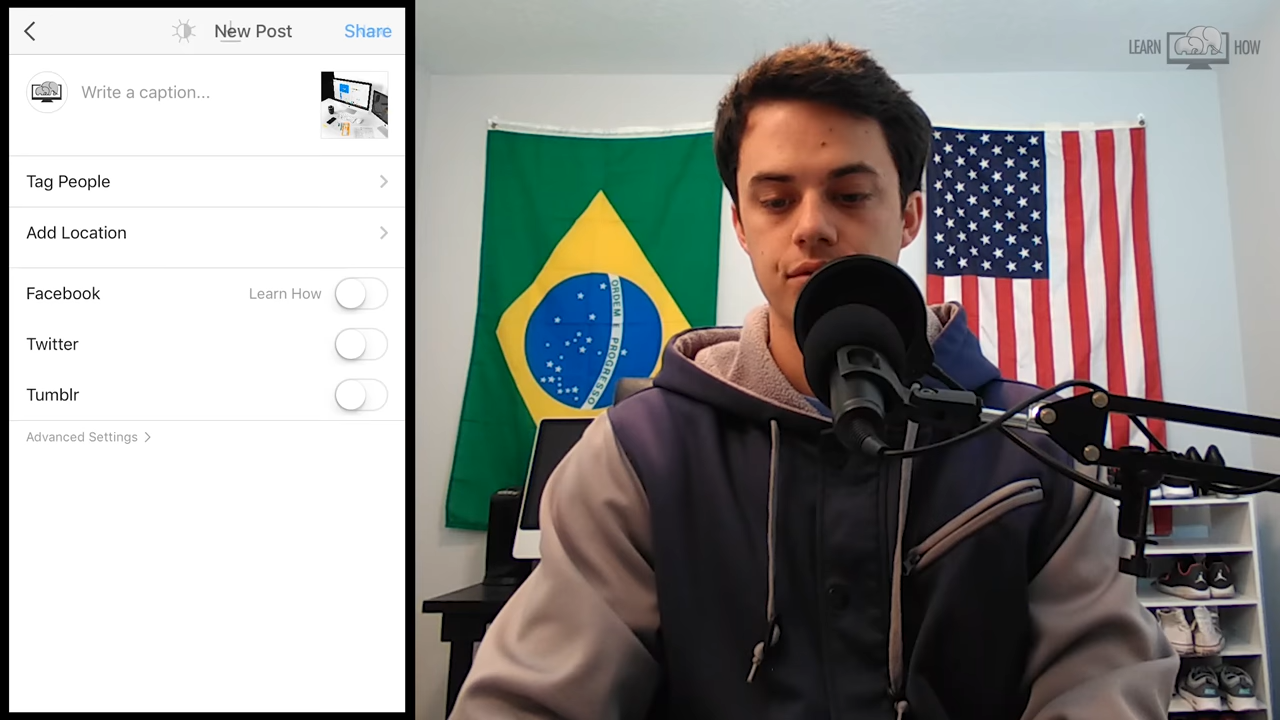 New Post
Share
Write a caption...
Tag People
Add Location
Facebook
Learn How
Twitter
Tumblr
Advanced Settings
ORDEM E PROGRESSO
LEARN HOW